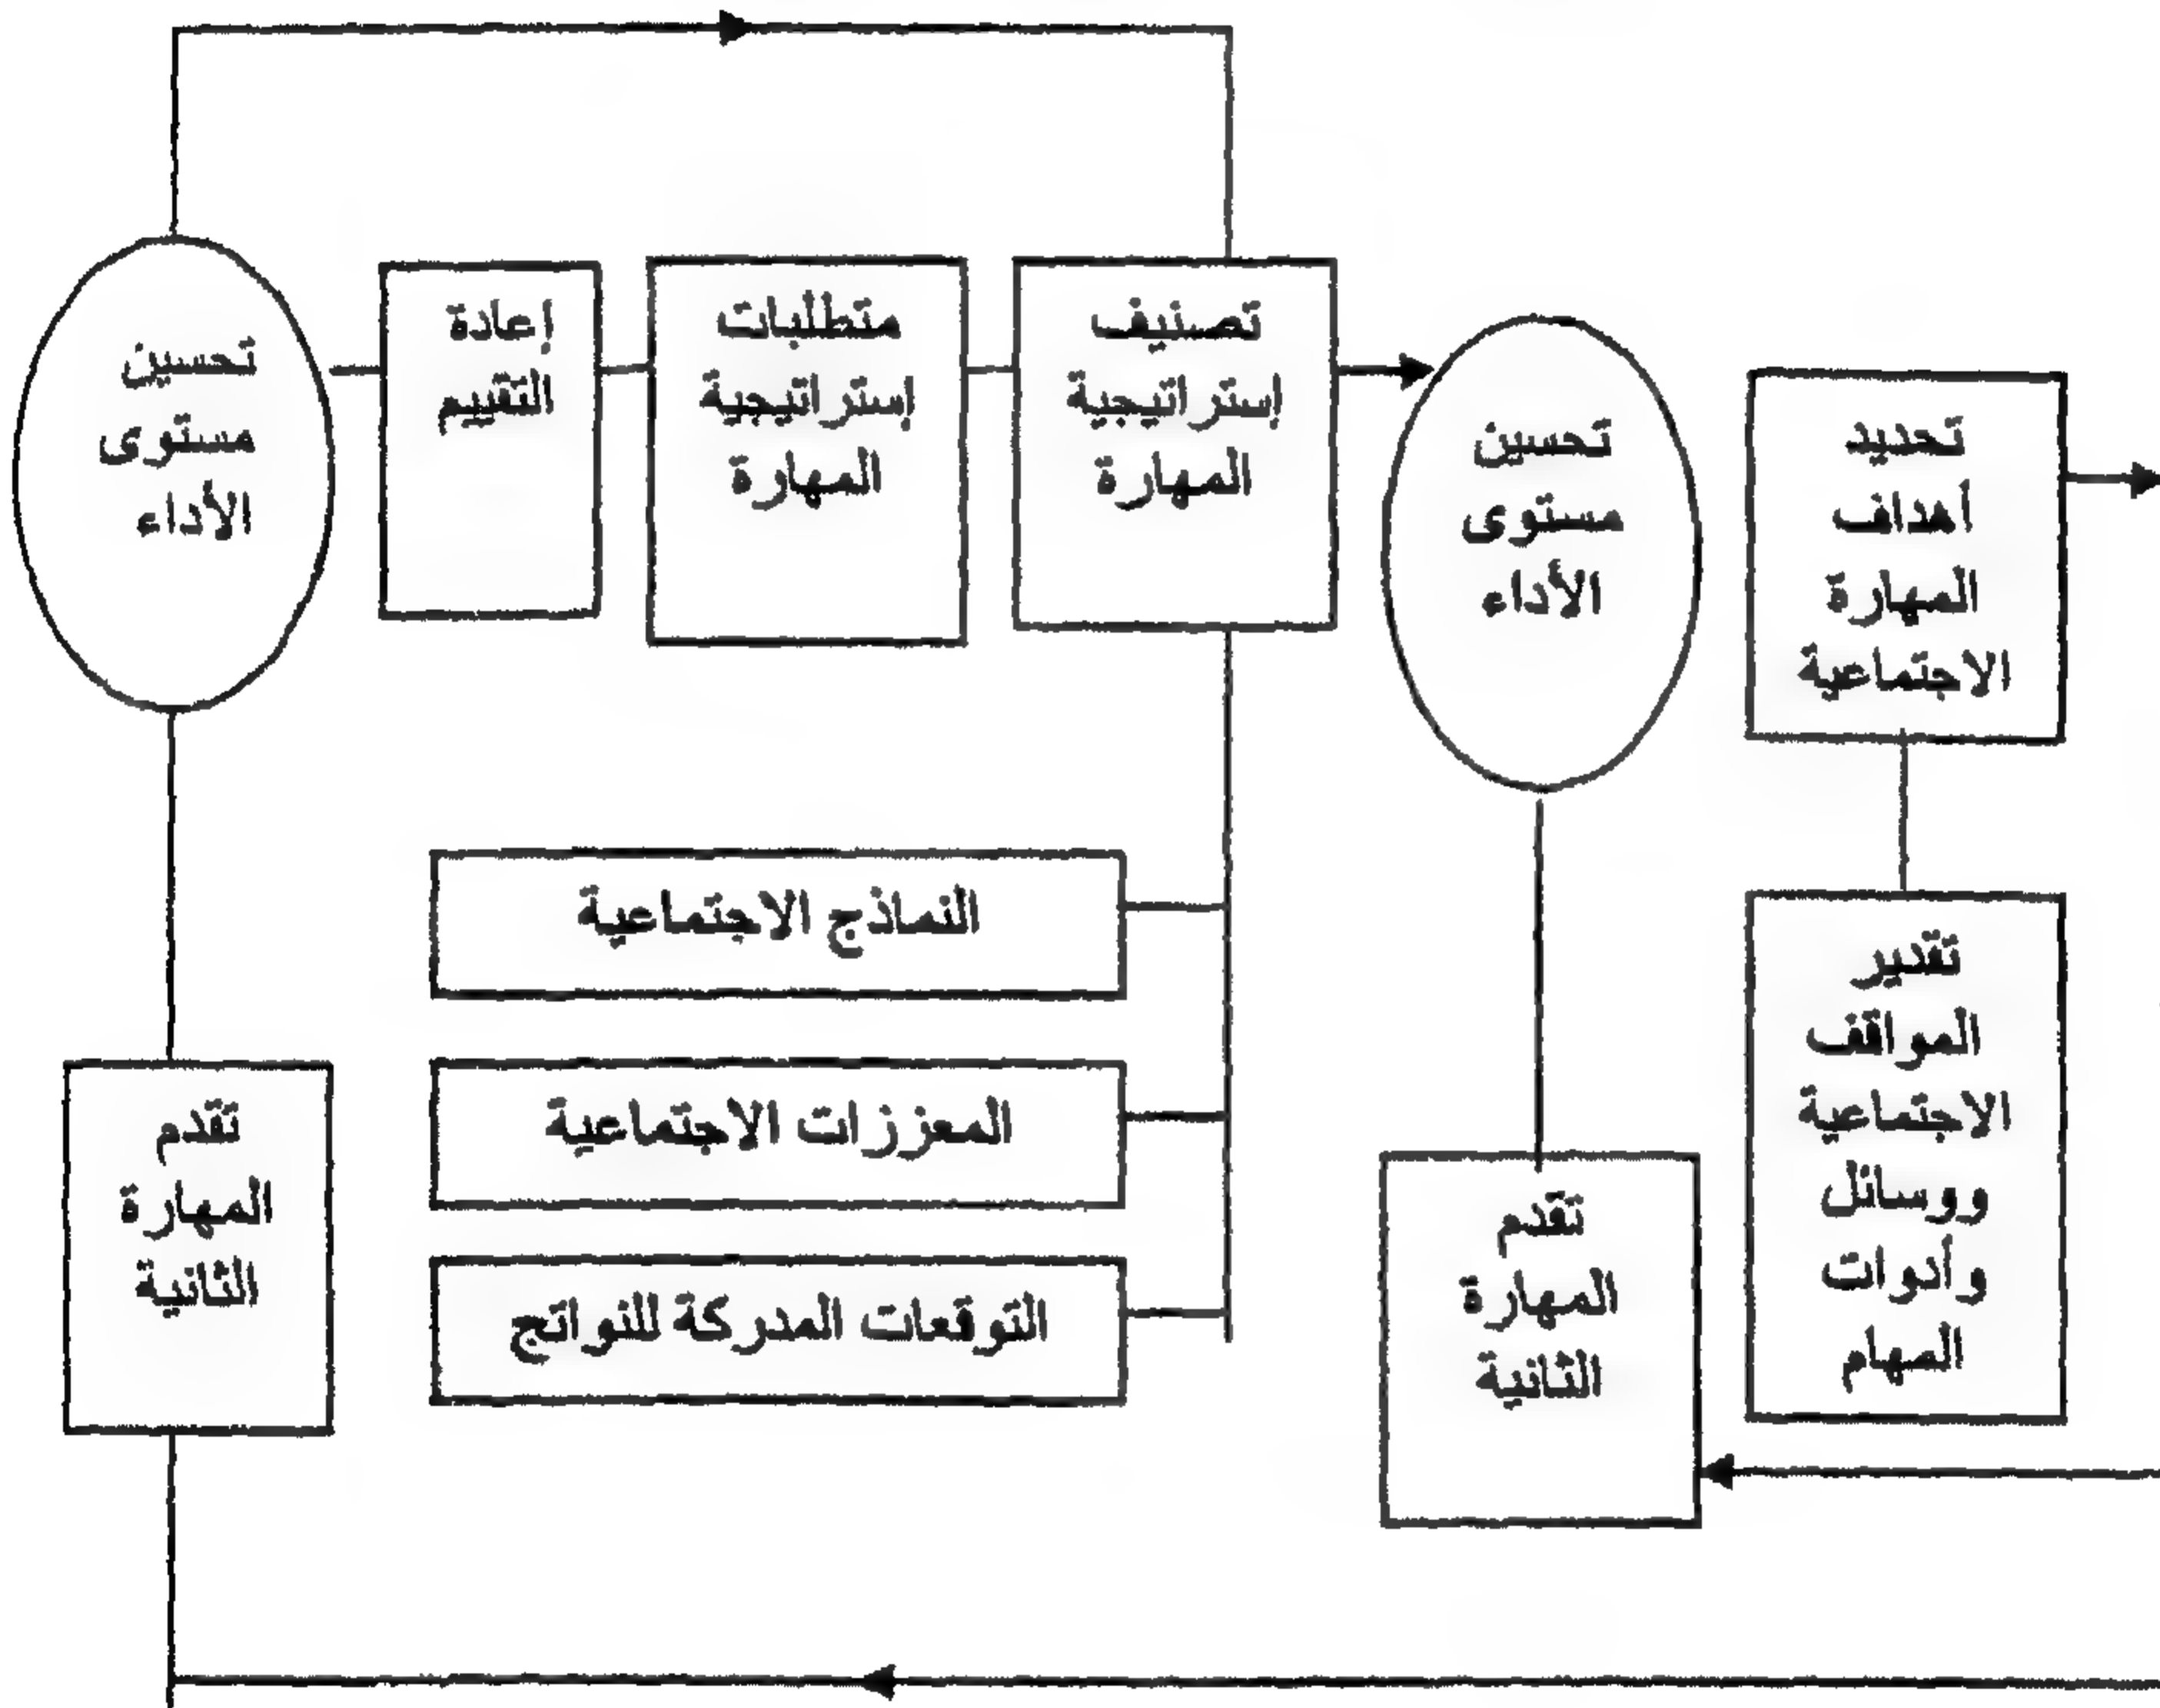 تحديد
أهداف
المهارة
الاجتماعية
تقدير
المواقف
الاجتماعية
ووسائل
وأدوات
المهام
تحسين
مستوى
الأداء
تقدم
المهارة
الثانية
تصنيف
إستراتيجية
المهارة
متطلبات
إستراتيجية
المهارة
إعادة
التقييم
تحسين
مستوى
الأداء
النماذج الاجتماعية
المعززات الاجتماعية
التوقعات المدركة للنواتج
تقدم
المهارة
الثانية